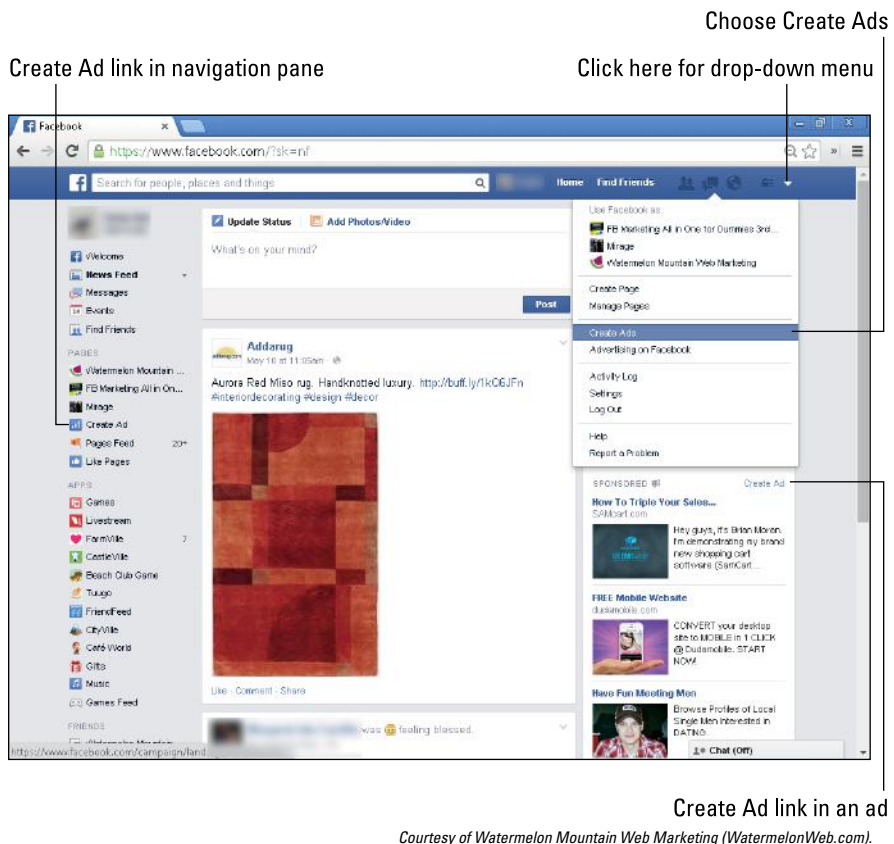 Choose Create Ads
Create Ad link in navigation pane
Click here for drop-down menu
Facebook
https://www.facebook.com/?sk=nf
Search for people, places and things
Home Find Friends
Welcome
News Feed
Messages
Events
Find Friends
PAGES
Watermelon Mountain ...
FB Marketing All in On...
Mirage
Create Ad
Pages Feed 20+
Like Pages
APPS
Games
Livestream
FarmVille 7
CastleVille
Beach Club Game
Tuugo
FriendFeed
CityVille
Café World
Gifts
Music
Games Feed
FRIENDS
https://www.facebook.com/campaign/land
Update Status Add Photos/Video
What's on your mind?
Post
Addarug
May 10 at 11:05am
Aurora Red Miso rug. Handknotted luxury. http://buff.ly/1kC6JFn
#interiordecorating #design #decor
Like · Comment · Share
was feeling blessed.
Use Facebook as:
FB Marketing All in One for Dummies 3rd...
Mirage
Watermelon Mountain Web Marketing
Create Page
Manage Pages
Create Ads
Advertising on Facebook
Activity Log
Settings
Log Out
Help
Report a Problem
SPONSORED Create Ad
How To Triple Your Sales...
SAMcart.com
Hey guys, it's Brian Moran.
I'm demonstrating my brand
new shopping cart
software (SamCart...
FREE Mobile Website
dudamobile.com
CONVERT your desktop
site to MOBILE in 1 CLICK
@ Dudamobile. START
NOW!
Have Fun Meeting Men
Browse Profiles of Local
Single Men Interested in
DATING.
Chat (Off)
Create Ad link in an ad
Courtesy of Watermelon Mountain Web Marketing (WatermelonWeb.com).